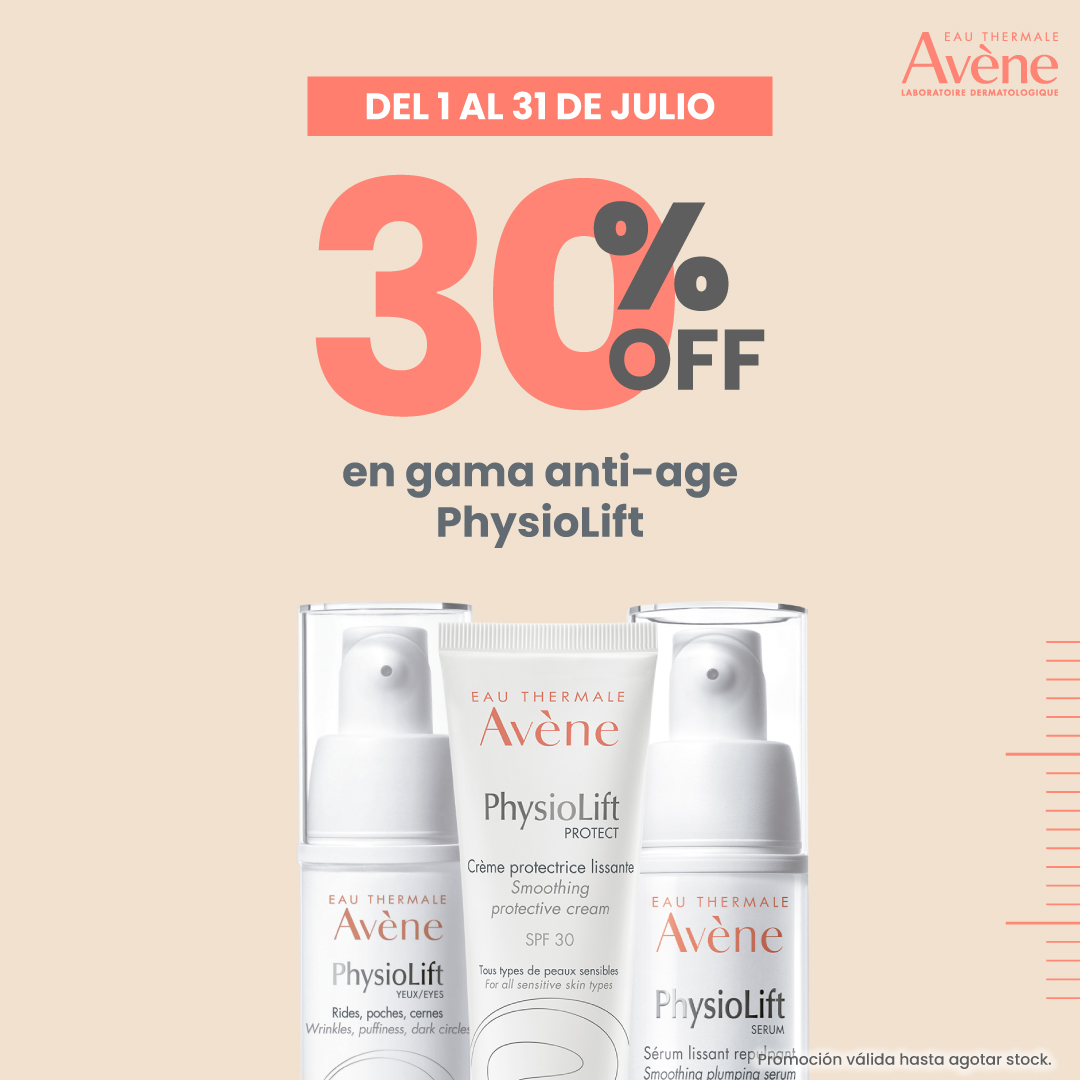 EAU THERMALE
Avène
LABORATOIRE DERMATOLOGIQUE
DEL 1 AL 31 DE JULIO
30%
OFF
en gama anti-age
PhysioLift
EAU THERMALE
Avène
PhysioLift
YEUX/EYES
Rides, poches, cernes
Wrinkles, puffiness, dark circles
EAU THERMALE
Avène
PhysioLift
PROTECT
Crème protectrice lissante
Smoothing
protective cream
SPF 30
Tous types de peaux sensibles
For all sensitive skin types
EAU THERMALE
Avène
PhysioLift
SERUM
Sérum lissant repulpant
Smoothing plumping serum
Promoción válida hasta agotar stock.